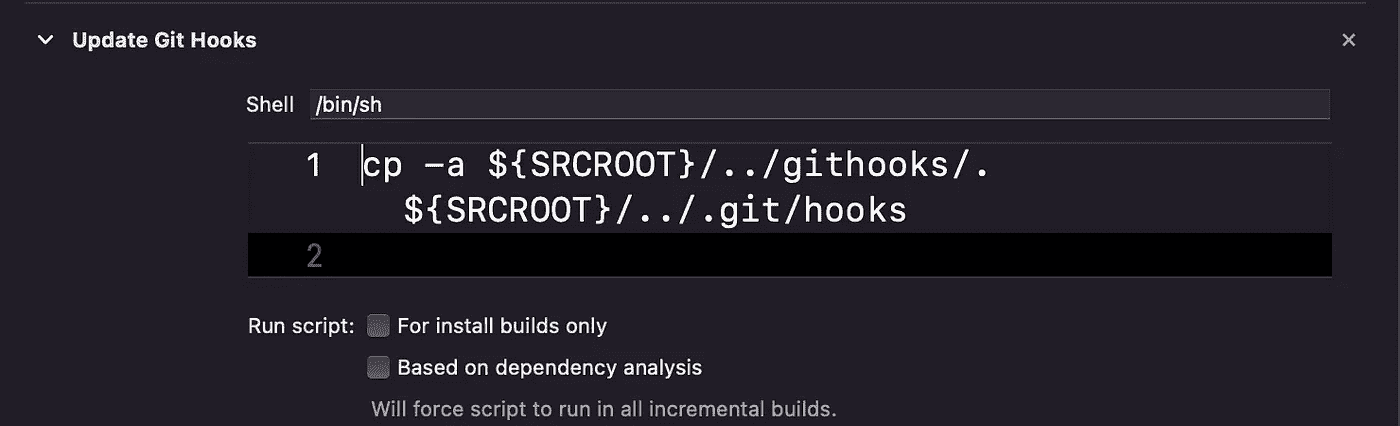 Update Git Hooks
Shell /bin/sh
1 cp -a ${SRCROOT}/../githooks/.
${SRCROOT}/../.git/hooks
2
Run script: For install builds only
Based on dependency analysis
Will force script to run in all incremental builds.